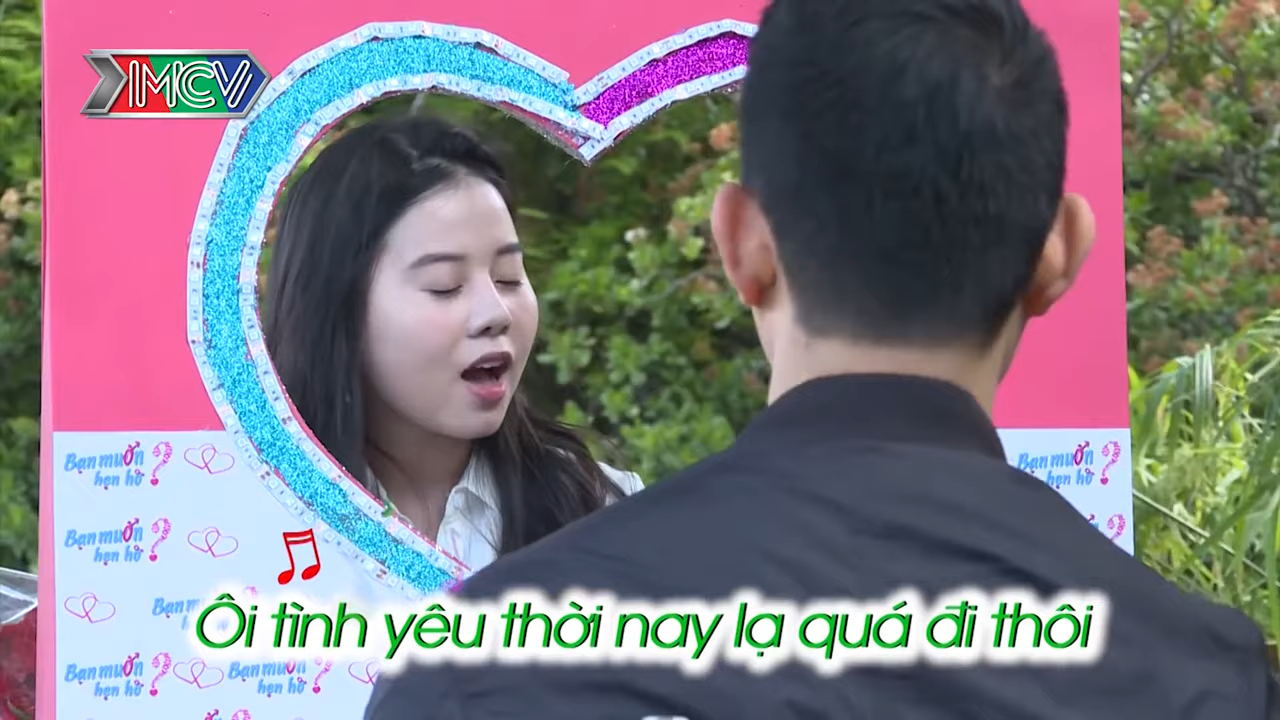 MCV
Bạn muốn
hẹn hò ?
Bạn muốn
hẹn hò ?
Bạn muốn
hẹn hò ?
Bạn muốn
hẹn hò ?
Bạn muốn
hẹn hò ?
Ôi tình yêu thời nay lạ quá đi thôi